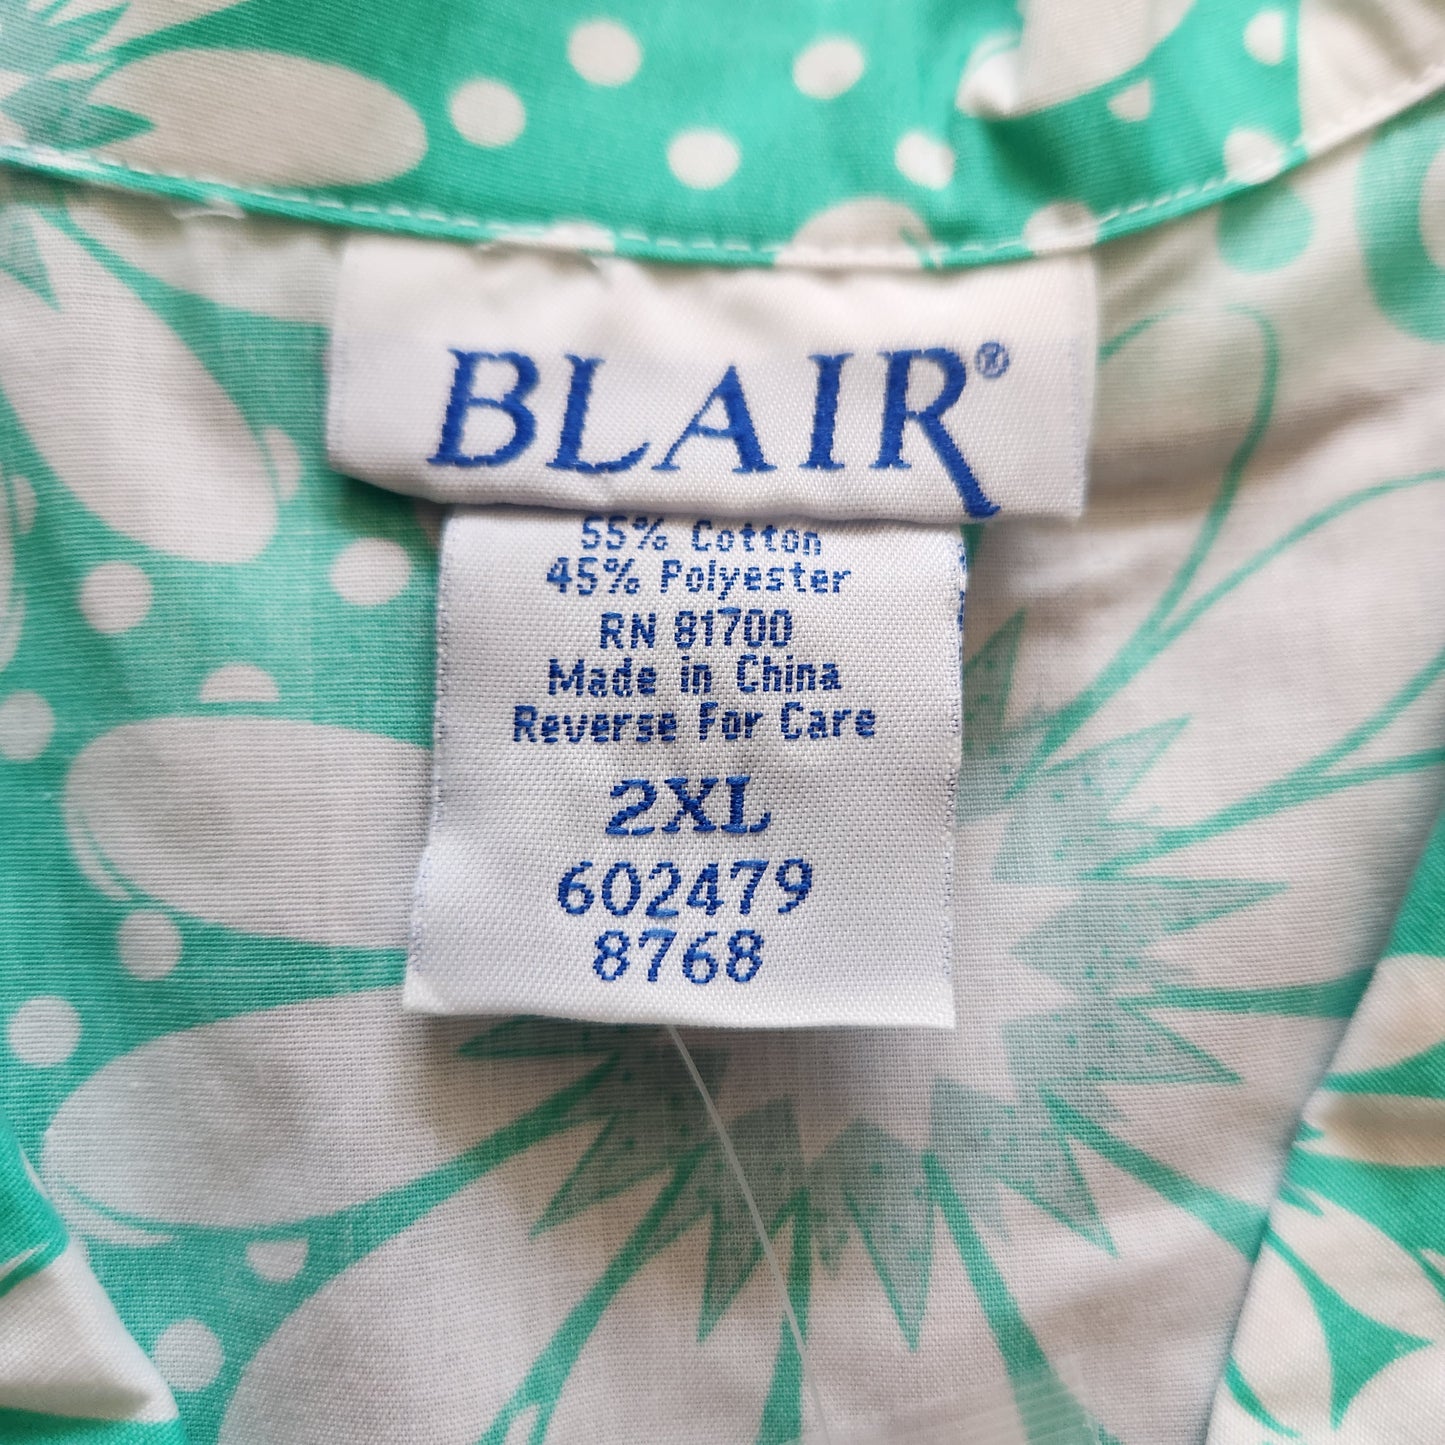 BLAIR®
55% Cotton
45% Polyester
RN 81700
Made in China
Reverse For Care
2XL
602479
8768